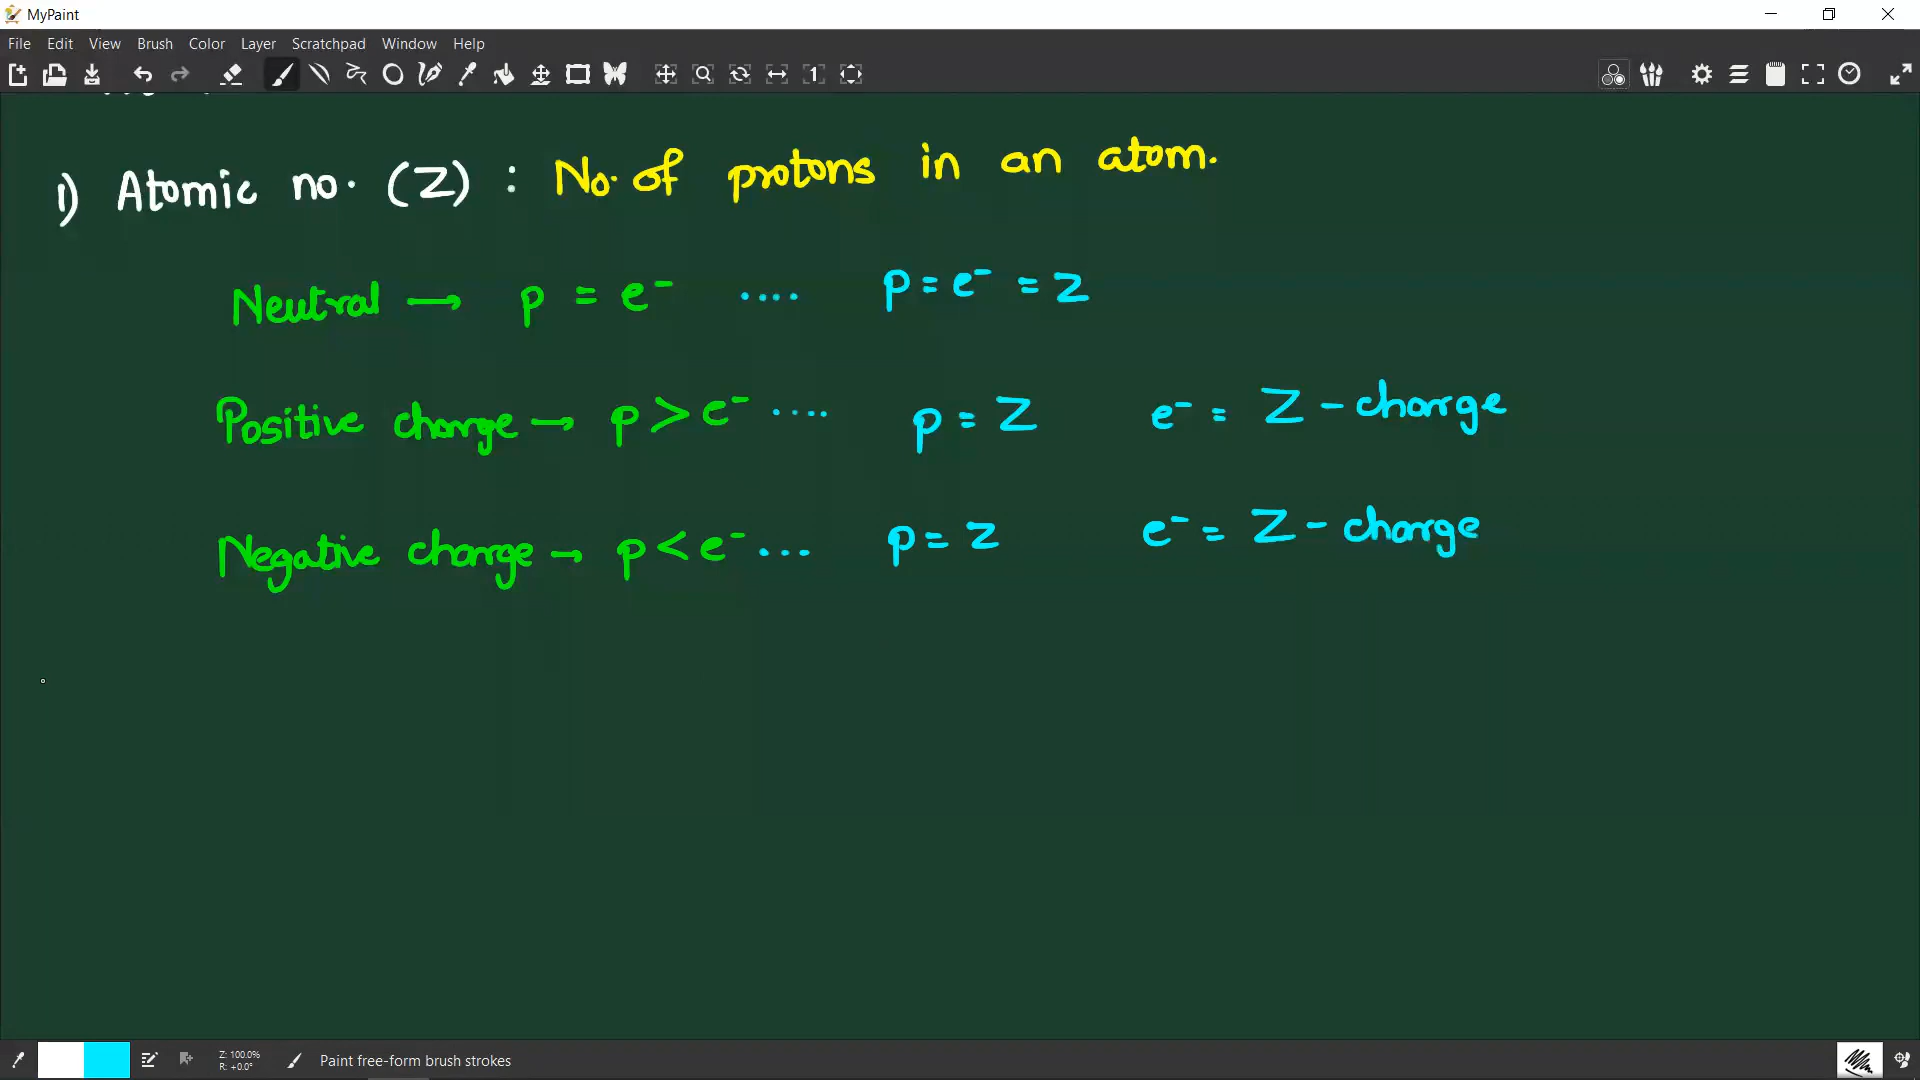 MyPaint
File Edit View Brush Color Layer Scratchpad Window Help
1) Atomic no. (Z) : No. of protons in an atom.
Neutral → p = e⁻ .... p = e⁻ = z
Positive charge → p > e⁻ .... p = Z e⁻ = Z - charge
Negative charge → p < e⁻ ... p = z e⁻ = Z - charge
Z: 100.0%
R: +0.0°
Paint free-form brush strokes